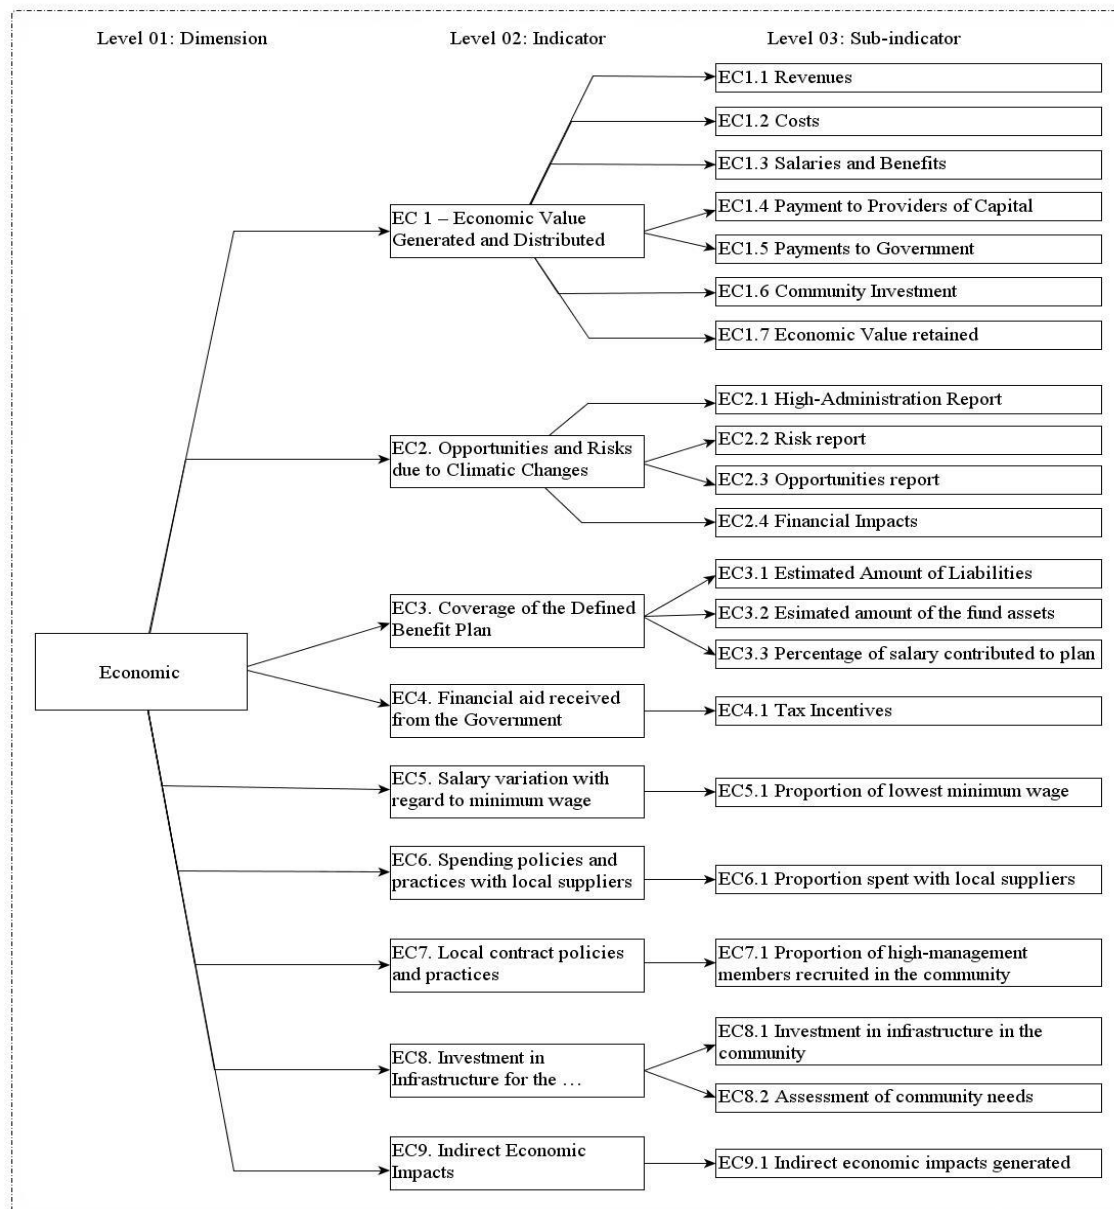 Level 01: Dimension
Level 02: Indicator
Level 03: Sub-indicator
Economic
EC 1 – Economic Value
Generated and Distributed
EC1.1 Revenues
EC1.2 Costs
EC1.3 Salaries and Benefits
EC1.4 Payment to Providers of Capital
EC1.5 Payments to Government
EC1.6 Community Investment
EC1.7 Economic Value retained
EC2. Opportunities and Risks
due to Climatic Changes
EC2.1 High-Administration Report
EC2.2 Risk report
EC2.3 Opportunities report
EC2.4 Financial Impacts
EC3. Coverage of the Defined
Benefit Plan
EC3.1 Estimated Amount of Liabilities
EC3.2 Esimated amount of the fund assets
EC3.3 Percentage of salary contributed to plan
EC4. Financial aid received
from the Government
EC4.1 Tax Incentives
EC5. Salary variation with
regard to minimum wage
EC5.1 Proportion of lowest minimum wage
EC6. Spending policies and
practices with local suppliers
EC6.1 Proportion spent with local suppliers
EC7. Local contract policies
and practices
EC7.1 Proportion of high-management
members recruited in the community
EC8. Investment in
Infrastructure for the …
EC8.1 Investment in infrastructure in the
community
EC8.2 Assessment of community needs
EC9. Indirect Economic
Impacts
EC9.1 Indirect economic impacts generated